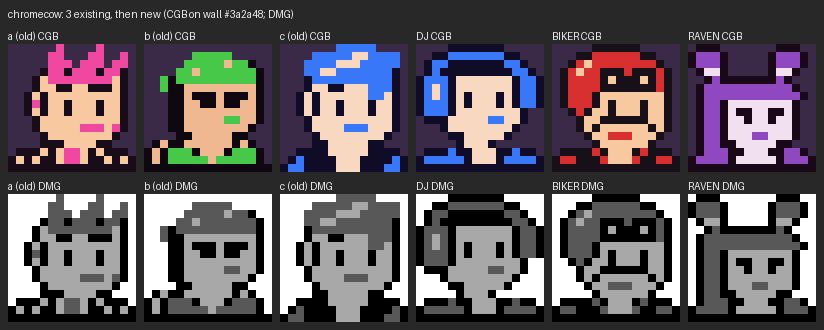 chromecow: 3 existing, then new (CGB on wall #3a2a48; DMG)
a (old) CGB
b (old) CGB
c (old) CGB
DJ CGB
BIKER CGB
RAVEN CGB
a (old) DMG
b (old) DMG
c (old) DMG
DJ DMG
BIKER DMG
RAVEN DMG